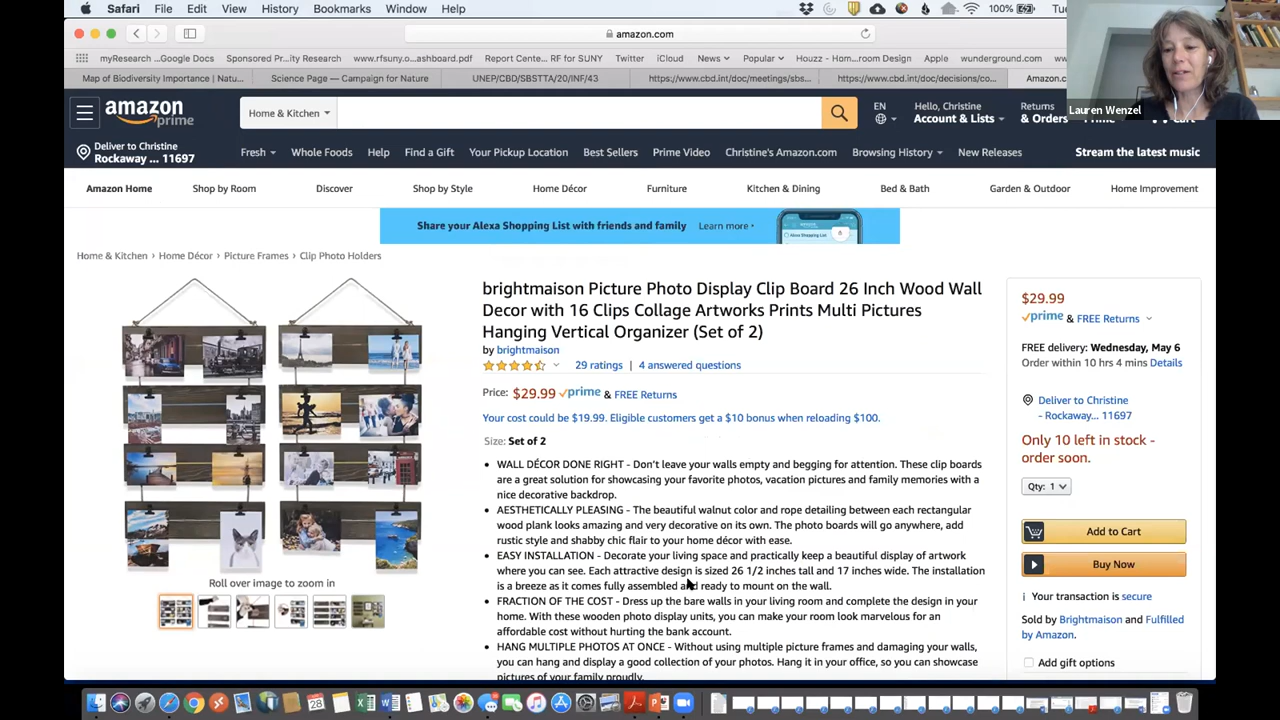 Safari File Edit View History Bookmarks Window Help
100%
amazon.com
myResearch ...Google Docs Sponsored Pr...ity Research www.rfsuny.o...ashboard.pdf Research Cent... RF for SUNY Twitter iCloud News Popular Houzz - Hom...room Design Apple wunderground.com
Map of Biodiversity Importance | Natu... Science Page — Campaign for Nature UNEP/CBD/SBSTTA/20/INF/43 https://www.cbd.int/doc/meetings/sbs... https://www.cbd.int/doc/decisions/co... Amazon.c
Lauren Wenzel
amazon
prime
Home & Kitchen
EN
Hello, Christine
Account & Lists
Returns
& Orders
Prime
Cart
Deliver to Christine
Rockaway ... 11697
Fresh Whole Foods Help Find a Gift Your Pickup Location Best Sellers Prime Video Christine's Amazon.com Browsing History New Releases
Stream the latest music
Amazon Home Shop by Room Discover Shop by Style Home Décor Furniture Kitchen & Dining Bed & Bath Garden & Outdoor Home Improvement
Share your Alexa Shopping List with friends and family Learn more ›
Home & Kitchen › Home Décor › Picture Frames › Clip Photo Holders
brightmaison Picture Photo Display Clip Board 26 Inch Wood Wall
Decor with 16 Clips Collage Artworks Prints Multi Pictures
Hanging Vertical Organizer (Set of 2)
by brightmaison
29 ratings | 4 answered questions
Price: $29.99 prime & FREE Returns
Your cost could be $19.99. Eligible customers get a $10 bonus when reloading $100.
Size: Set of 2
• WALL DÉCOR DONE RIGHT - Don't leave your walls empty and begging for attention. These clip boards
are a great solution for showcasing your favorite photos, vacation pictures and family memories with a
nice decorative backdrop.
• AESTHETICALLY PLEASING - The beautiful walnut color and rope detailing between each rectangular
wood plank looks amazing and very decorative on its own. The photo boards will go anywhere, add
rustic style and shabby chic flair to your home décor with ease.
• EASY INSTALLATION - Decorate your living space and practically keep a beautiful display of artwork
where you can see. Each attractive design is sized 26 1/2 inches tall and 17 inches wide. The installation
is a breeze as it comes fully assembled and ready to mount on the wall.
• FRACTION OF THE COST - Dress up the bare walls in your living room and complete the design in your
home. With these wooden photo display units, you can make your room look marvelous for an
affordable cost without hurting the bank account.
• HANG MULTIPLE PHOTOS AT ONCE - Without using multiple picture frames and damaging your walls,
you can hang and display a good collection of your photos. Hang it in your office, so you can showcase
pictures of your family proudly.
Roll over image to zoom in
$29.99
prime & FREE Returns
FREE delivery: Wednesday, May 6
Order within 10 hrs 4 mins Details
Deliver to Christine
- Rockaway... 11697
Only 10 left in stock -
order soon.
Qty: 1
Add to Cart
Buy Now
Your transaction is secure
Sold by Brightmaison and Fulfilled
by Amazon.
Add gift options
28